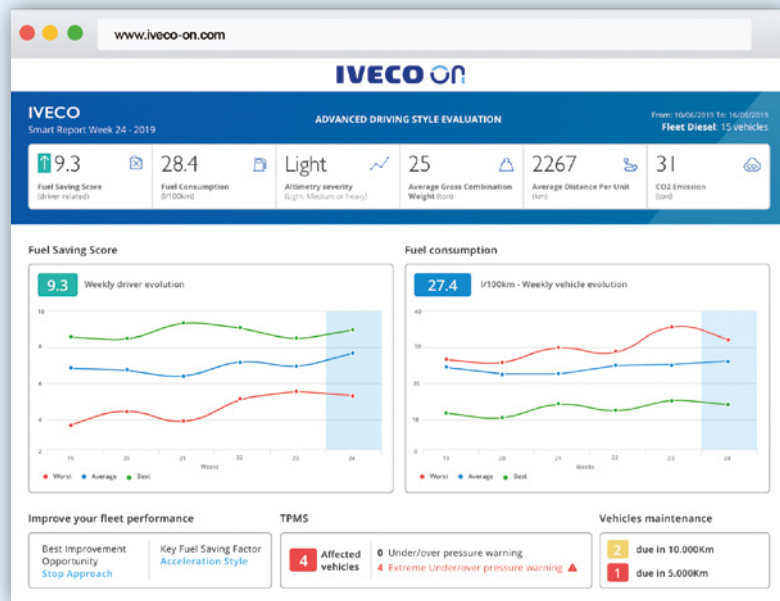 www.iveco-on.com
IVECO ON
IVECO
Smart Report Week 24 - 2019
ADVANCED DRIVING STYLE EVALUATION
From: 10/06/2019 To: 16/06/2019
Fleet Diesel: 15 vehicles
9.3
Fuel Saving Score
(driver related)
28.4
Fuel Consumption
(l/100km)
Light
Altimetry severity
(Light, Medium or heavy)
25
Average Gross Combination
Weight (ton)
2267
Average Distance Per Unit
(km)
31
CO2 Emission
(ton)
Fuel Saving Score
9.3 Weekly driver evolution
10
8
6
4
2
19 20 21 22 23 24
Weeks
Worst Average Best
Fuel consumption
27.4 l/100km - Weekly vehicle evolution
40
30
20
10
0
19 20 21 22 23 24
Weeks
Worst Average Best
Improve your fleet performance
Best Improvement
Opportunity
Stop Approach
Key Fuel Saving Factor
Acceleration Style
TPMS
4 Affected
vehicles
0 Under/over pressure warning
4 Extreme Under/over pressure warning
Vehicles maintenance
2 due in 10.000Km
1 due in 5.000Km